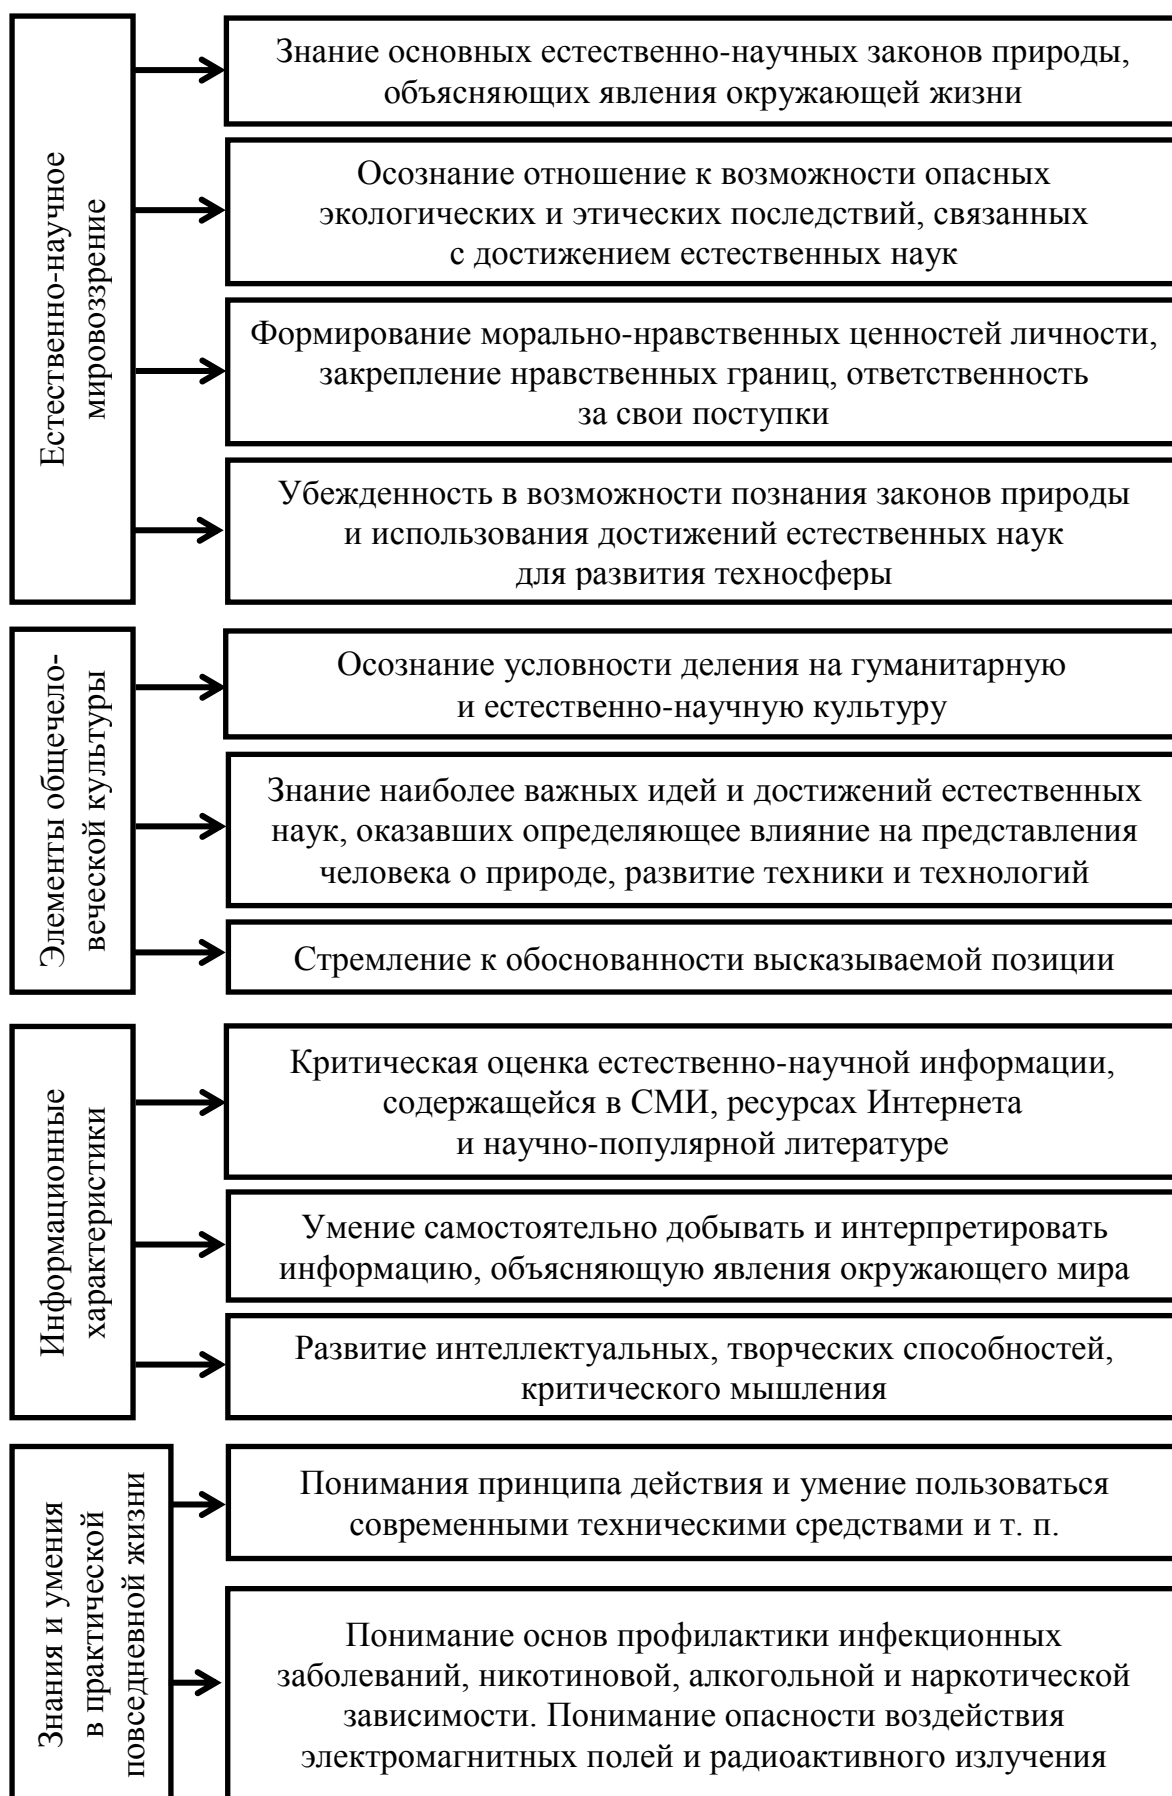 Естественно-научное
мировоззрение
Знание основных естественно-научных законов природы,
объясняющих явления окружающей жизни
Осознание отношение к возможности опасных
экологических и этических последствий, связанных
с достижением естественных наук
Формирование морально-нравственных ценностей личности,
закрепление нравственных границ, ответственность
за свои поступки
Убежденность в возможности познания законов природы
и использования достижений естественных наук
для развития техносферы
Элементы общечело-
веческой культуры
Осознание условности деления на гуманитарную
и естественно-научную культуру
Знание наиболее важных идей и достижений естественных
наук, оказавших определяющее влияние на представления
человека о природе, развитие техники и технологий
Стремление к обоснованности высказываемой позиции
Информационные
характеристики
Критическая оценка естественно-научной информации,
содержащейся в СМИ, ресурсах Интернета
и научно-популярной литературе
Умение самостоятельно добывать и интерпретировать
информацию, объясняющую явления окружающего мира
Развитие интеллектуальных, творческих способностей,
критического мышления
Знания и умения
в практической
повседневной жизни
Понимания принципа действия и умение пользоваться
современными техническими средствами и т. п.
Понимание основ профилактики инфекционных
заболеваний, никотиновой, алкогольной и наркотической
зависимости. Понимание опасности воздействия
электромагнитных полей и радиоактивного излучения